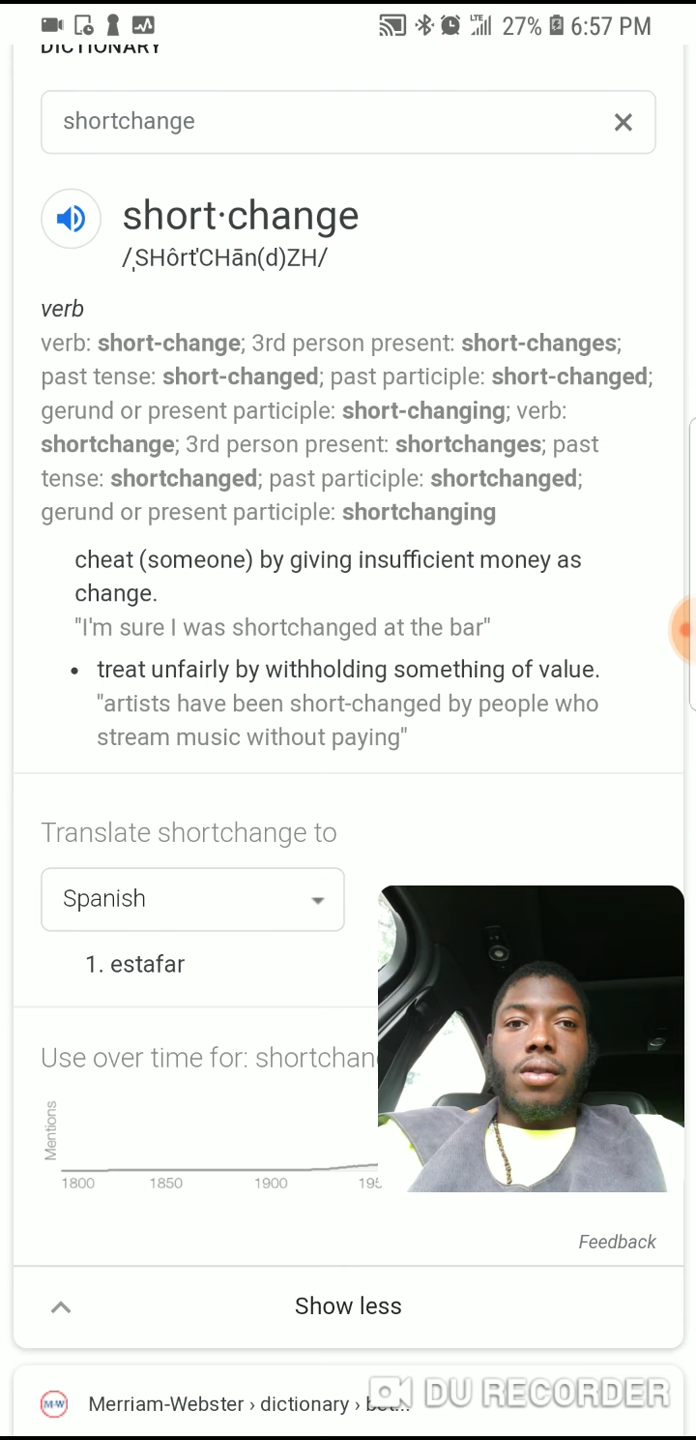 LTE 27% 6:57 PM
DICTIONARY
shortchange
short·change
/ˌSHôrtˈCHān(d)ZH/
verb
verb: short-change; 3rd person present: short-changes;
past tense: short-changed; past participle: short-changed;
gerund or present participle: short-changing; verb:
shortchange; 3rd person present: shortchanges; past
tense: shortchanged; past participle: shortchanged;
gerund or present participle: shortchanging
cheat (someone) by giving insufficient money as
change.
"I'm sure I was shortchanged at the bar"
• treat unfairly by withholding something of value.
"artists have been short-changed by people who
stream music without paying"
Translate shortchange to
Spanish
1. estafar
Use over time for: shortchan
Mentions
1800 1850 1900 195
Feedback
Show less
M-W Merriam-Webster › dictionary ›
DU RECORDER